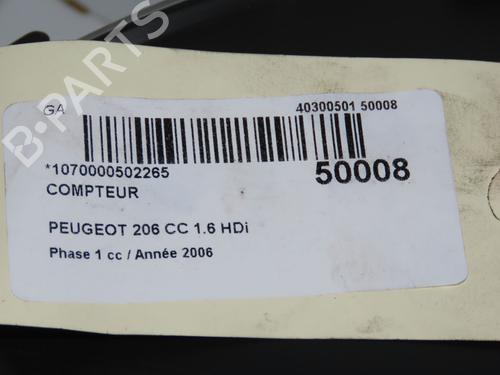 GA 40300501 50008
*1070000502265 50008
COMPTEUR
PEUGEOT 206 CC 1.6 HDi
Phase 1 cc / Année 2006
B-PARTS